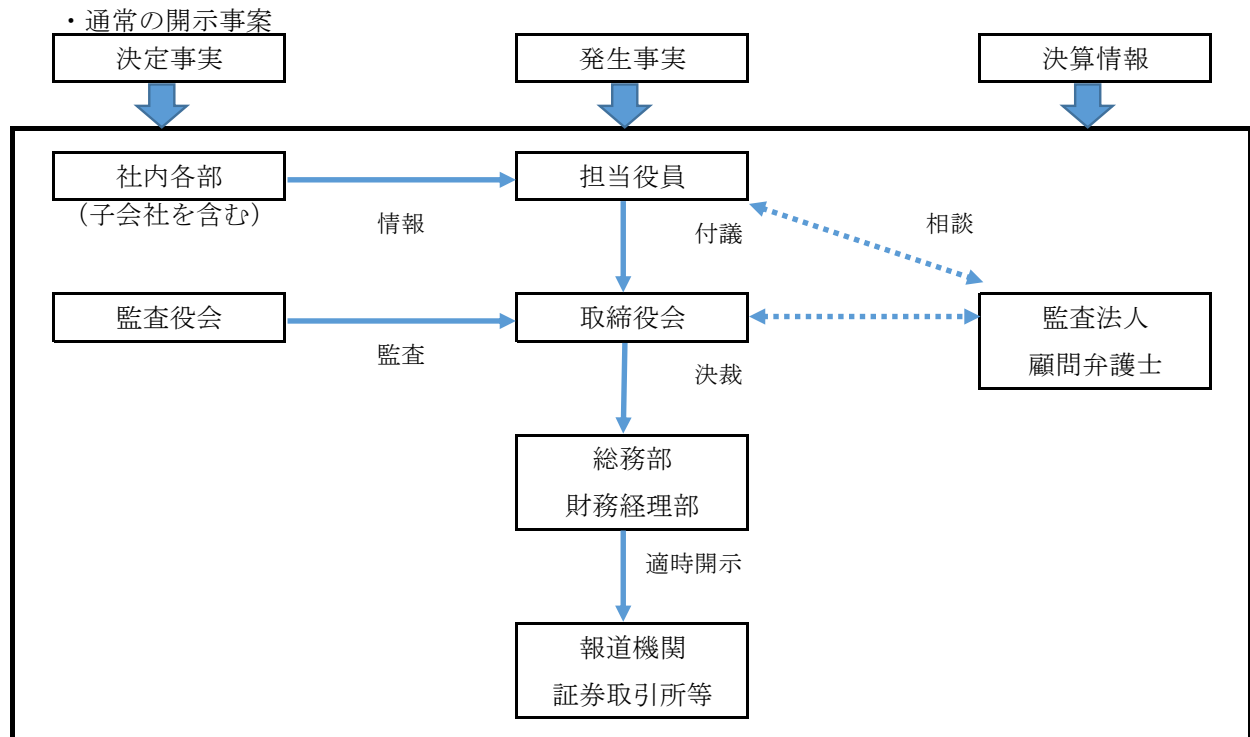 ・通常の開示事案
決定事実
発生事実
決算情報
社内各部
（子会社を含む）
情報
担当役員
付議
相談
監査役会
監査
取締役会
決裁
監査法人
顧問弁護士
総務部
財務経理部
適時開示
報道機関
証券取引所等